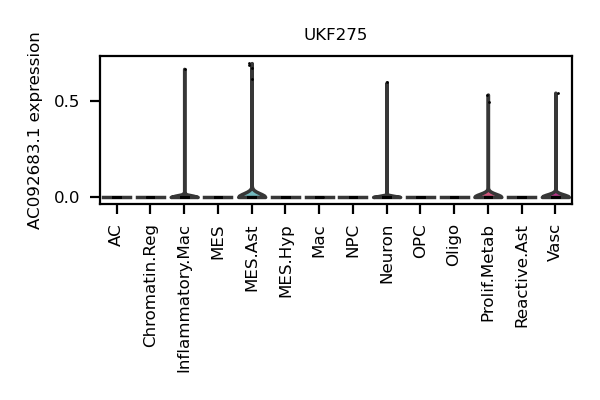 UKF275
AC092683.1 expression
0.5
0.0
AC
Chromatin.Reg
Inflammatory.Mac
MES
MES.Ast
MES.Hyp
Mac
NPC
Neuron
OPC
Oligo
Prolif.Metab
Reactive.Ast
Vasc